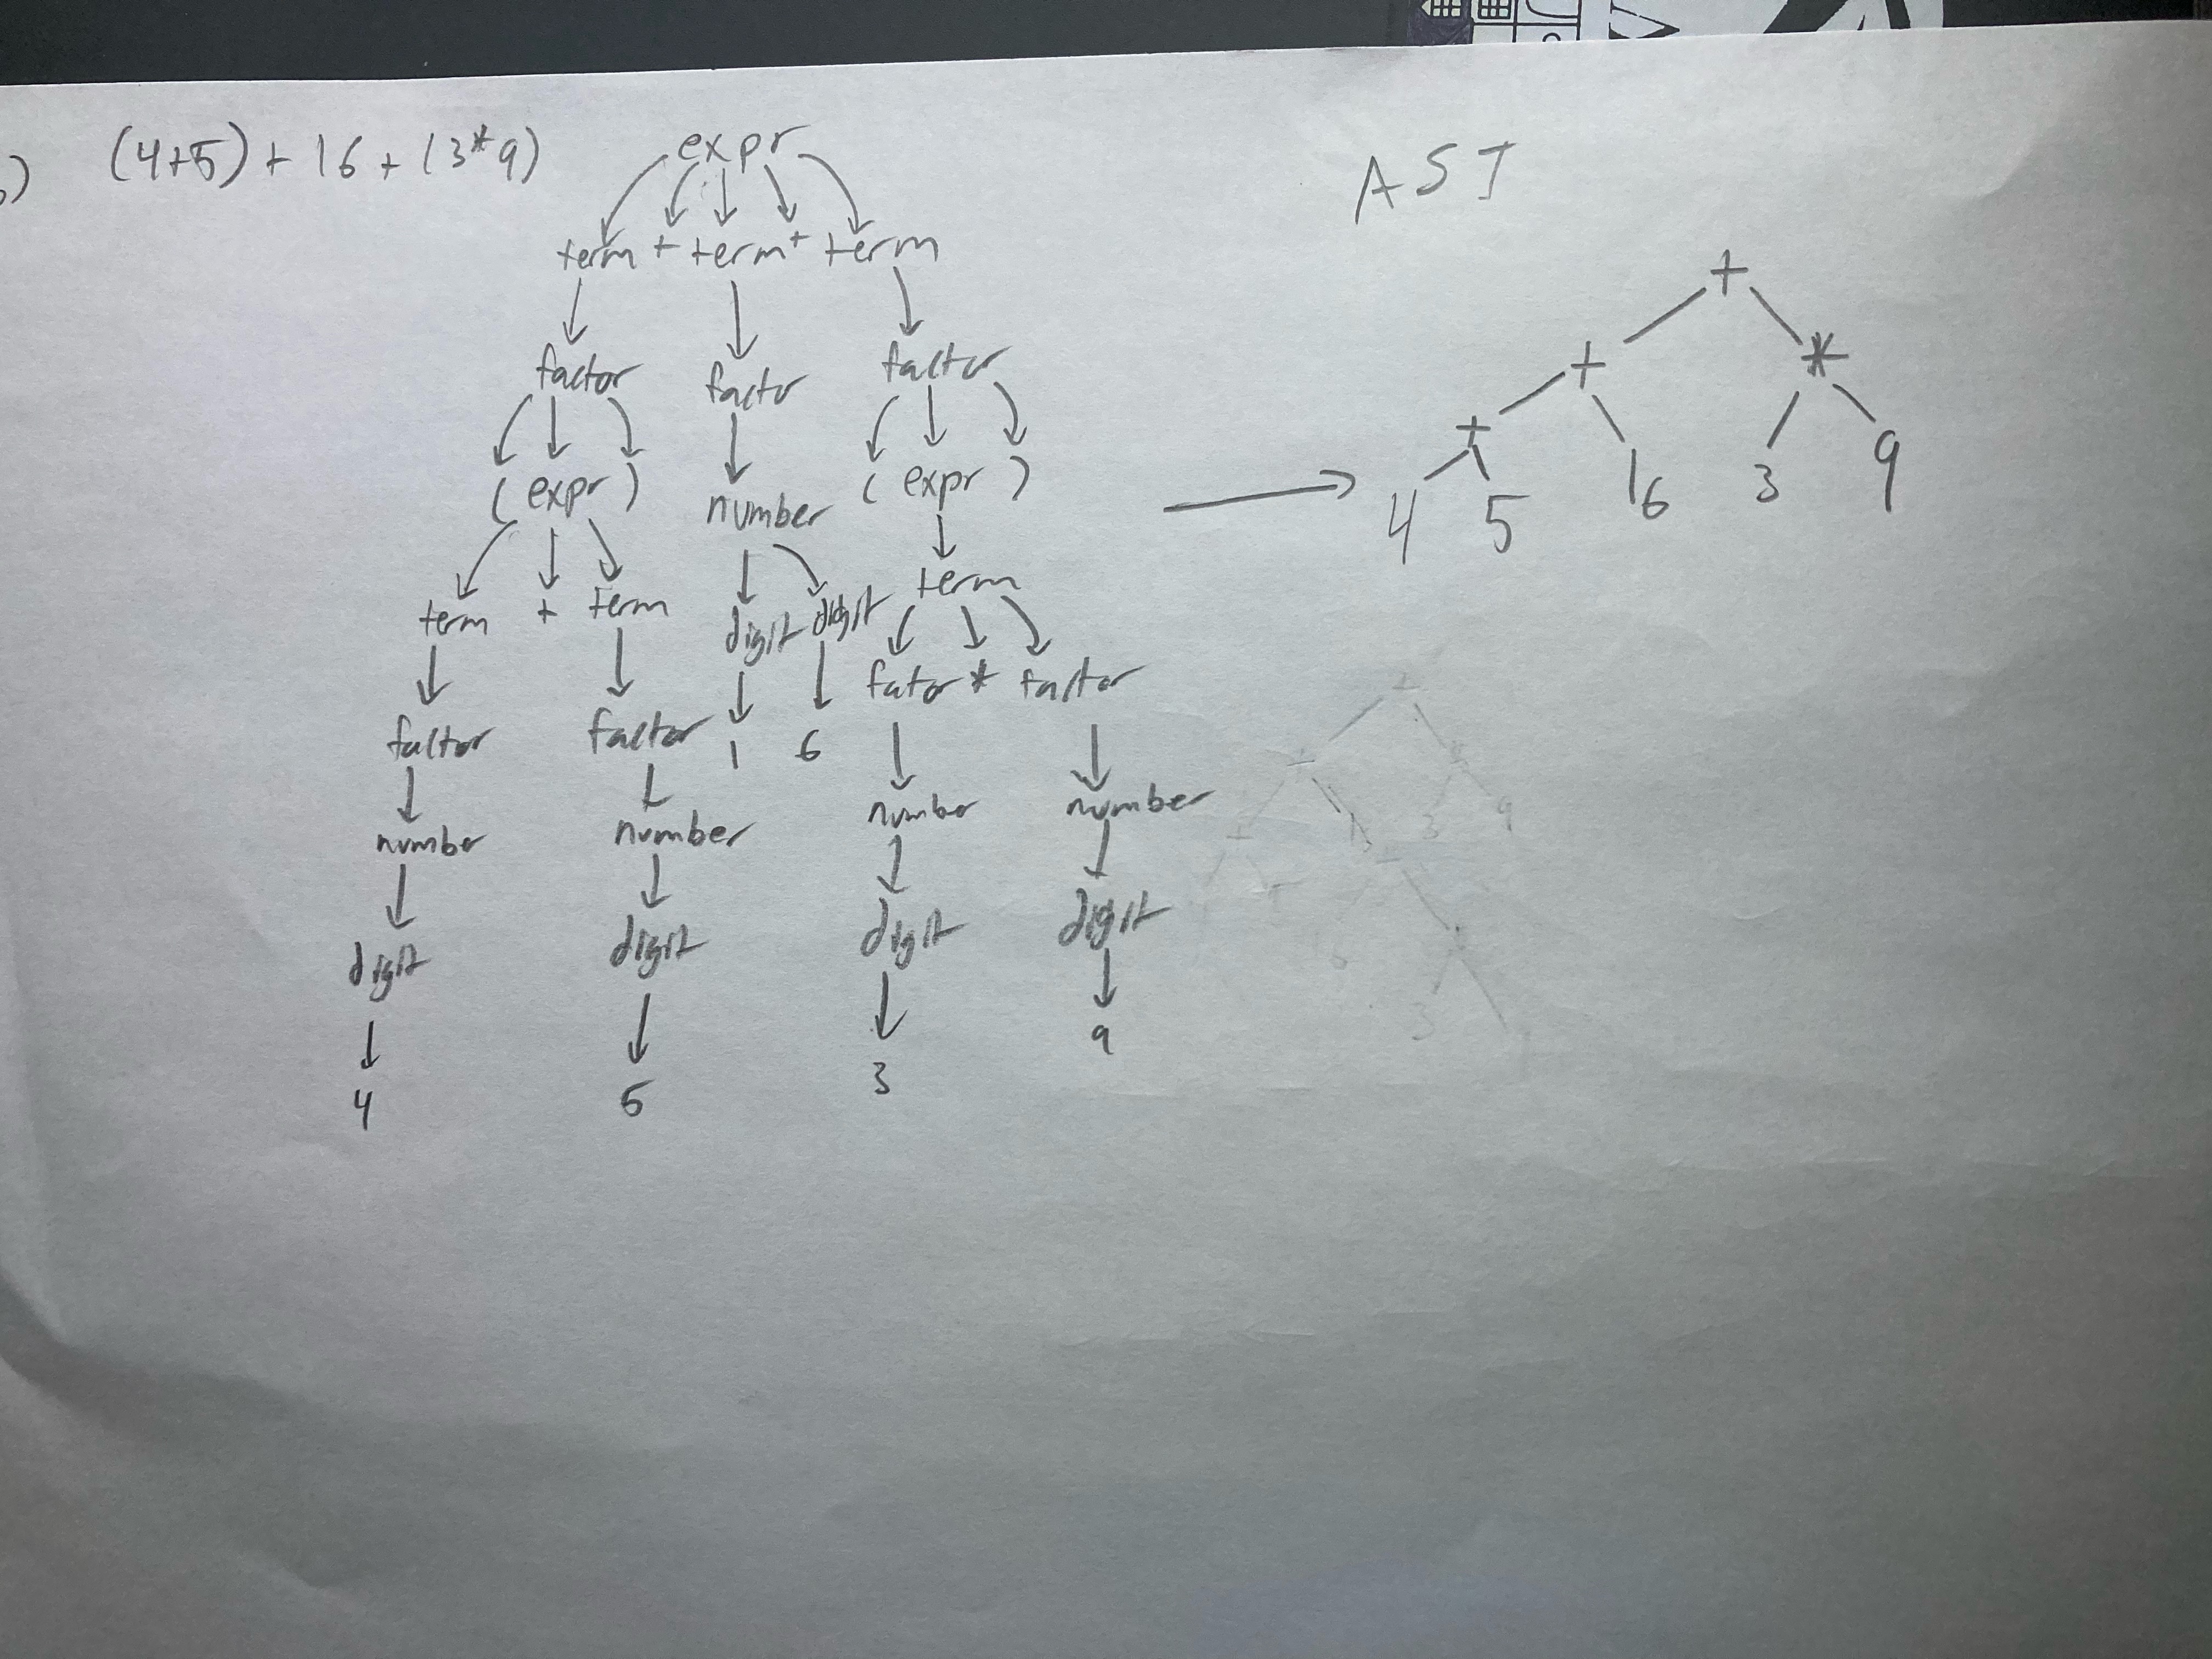 b) (4+5) + 16 + (3*9)
AST
expr
term + term + term
factor factor factor
( expr ) number ( expr )
term + term digit digit term
factor factor 1 6 factor * factor
number number number number
digit digit digit digit
4 5 3 9
+
+ *
+ 16 3 9
4 5